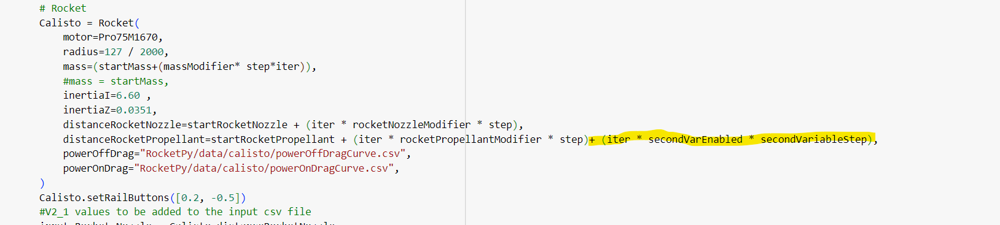 # Rocket
Calisto = Rocket(
motor=Pro75M1670,
radius=127 / 2000,
mass=(startMass+(massModifier* step*iter)),
#mass = startMass,
inertiaI=6.60 ,
inertiaZ=0.0351,
distanceRocketNozzle=startRocketNozzle + (iter * rocketNozzleModifier * step),
distanceRocketPropellant=startRocketPropellant + (iter * rocketPropellantModifier * step)+ (iter * secondVarEnabled * secondVariableStep),
powerOffDrag="RocketPy/data/calisto/powerOffDragCurve.csv",
powerOnDrag="RocketPy/data/calisto/powerOnDragCurve.csv",
)
Calisto.setRailButtons([0.2, -0.5])
#V2_1 values to be added to the input csv file